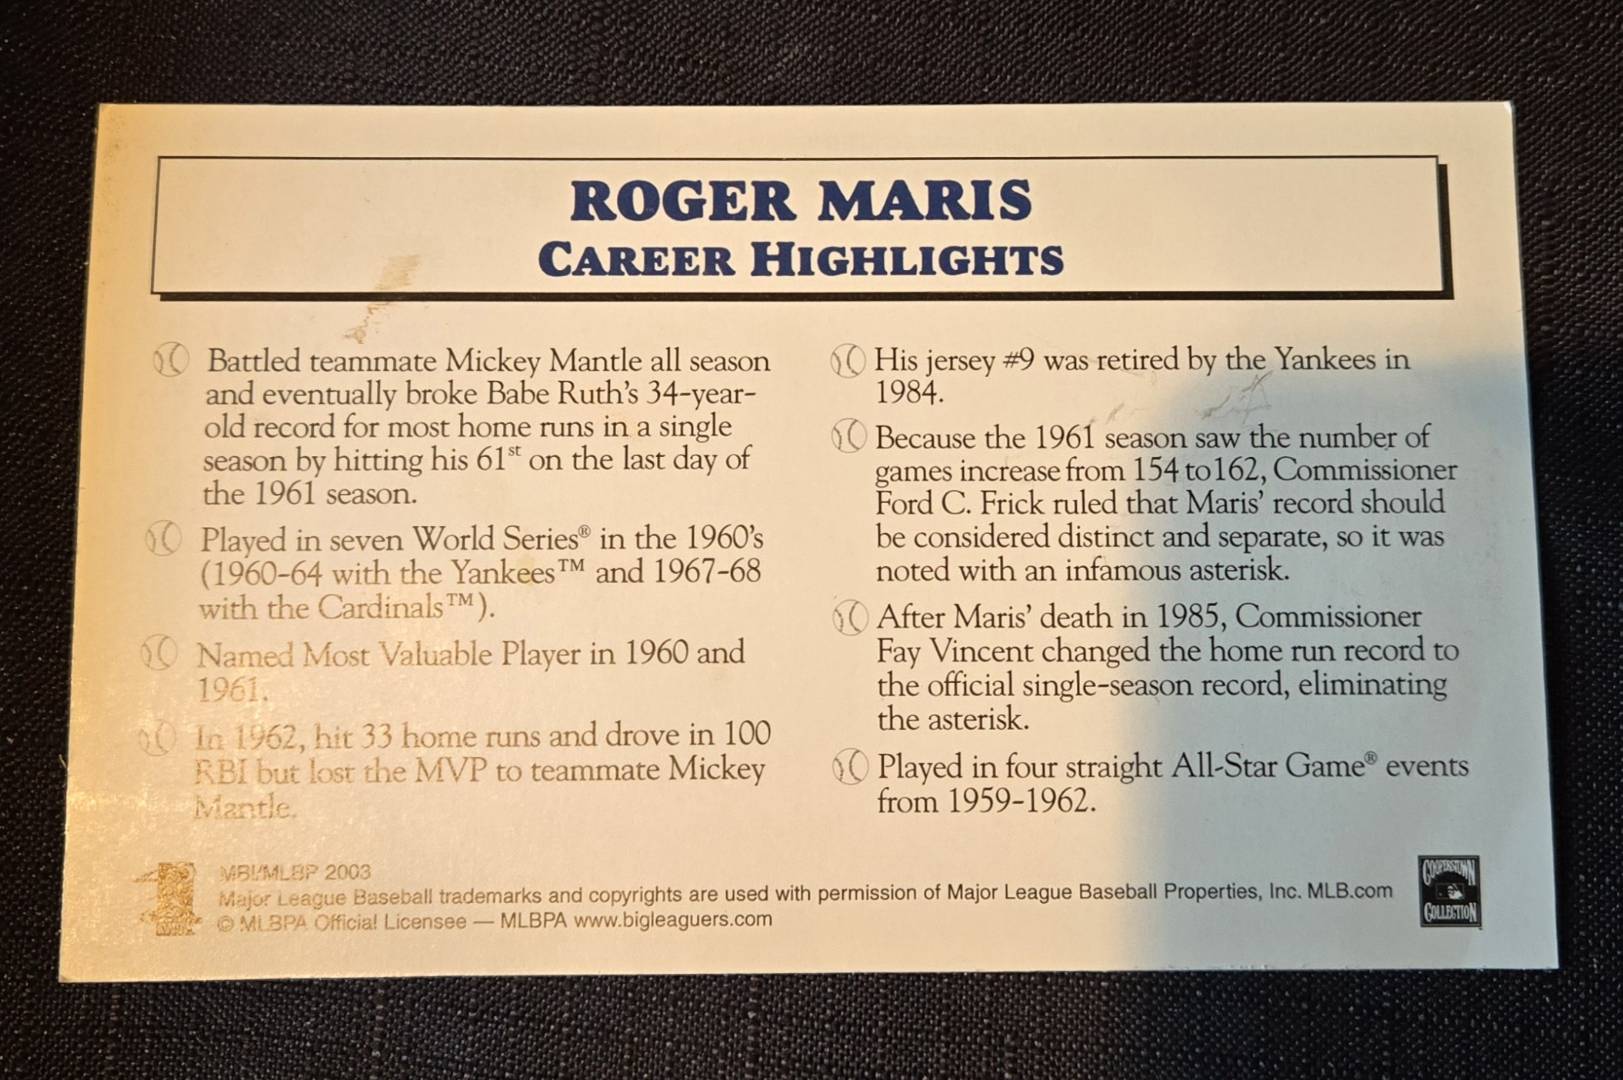 ROGER MARIS
CAREER HIGHLIGHTS
Battled teammate Mickey Mantle all season
and eventually broke Babe Ruth's 34-year-
old record for most home runs in a single
season by hitting his 61st on the last day of
the 1961 season.
Played in seven World Series® in the 1960's
(1960-64 with the Yankees™ and 1967-68
with the Cardinals™).
Named Most Valuable Player in 1960 and
1961.
In 1962, hit 33 home runs and drove in 100
RBI but lost the MVP to teammate Mickey
Mantle.
His jersey #9 was retired by the Yankees in
1984.
Because the 1961 season saw the number of
games increase from 154 to162, Commissioner
Ford C. Frick ruled that Maris' record should
be considered distinct and separate, so it was
noted with an infamous asterisk.
After Maris' death in 1985, Commissioner
Fay Vincent changed the home run record to
the official single-season record, eliminating
the asterisk.
Played in four straight All-Star Game® events
from 1959-1962.
MBI/MLBP 2003
Major League Baseball trademarks and copyrights are used with permission of Major League Baseball Properties, Inc. MLB.com
© MLBPA Official Licensee — MLBPA www.bigleaguers.com
COOPERSTOWN
COLLECTION